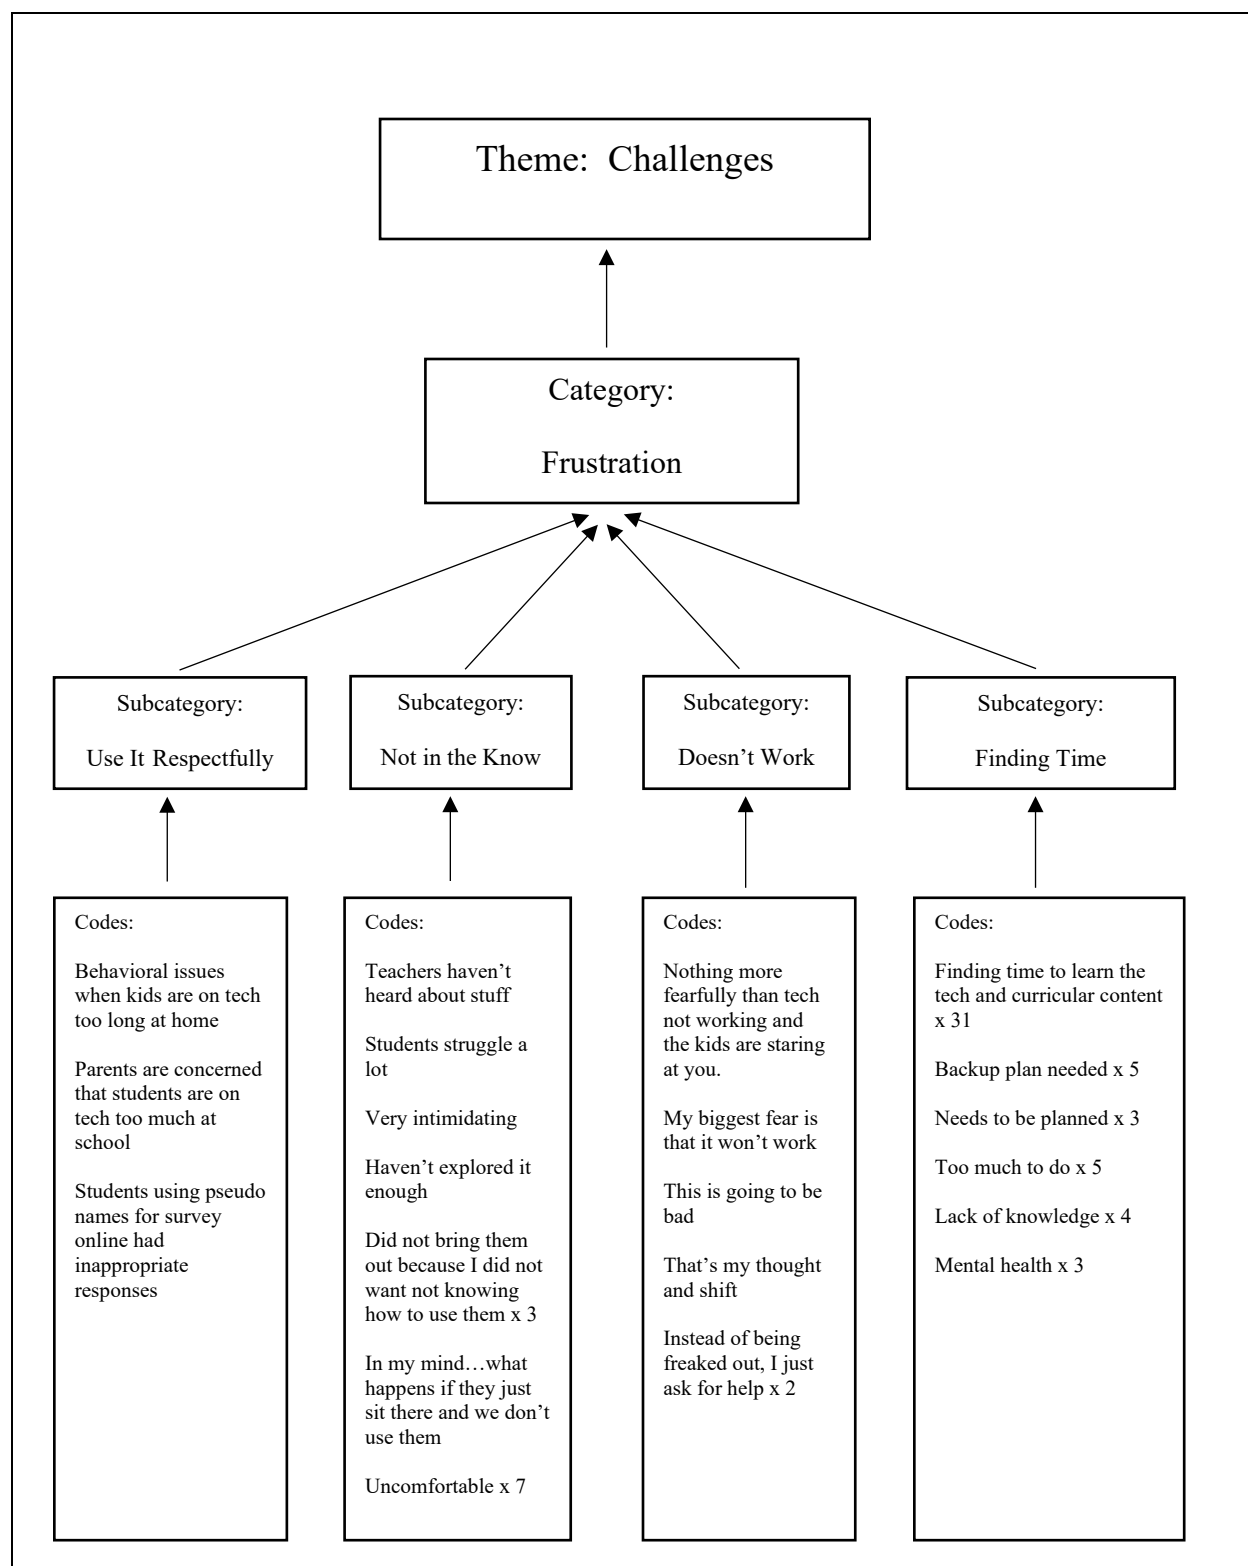 Theme:  Challenges
Category:
Frustration
Subcategory:
Use It Respectfully
Subcategory:
Not in the Know
Subcategory:
Doesn’t Work
Subcategory:
Finding Time
Codes:
Behavioral issues
when kids are on tech
too long at home
Parents are concerned
that students are on
tech too much at
school
Students using pseudo
names for survey
online had
inappropriate
responses
Codes:
Teachers haven’t
heard about stuff
Students struggle a
lot
Very intimidating
Haven’t explored it
enough
Did not bring them
out because I did not
want not knowing
how to use them x 3
In my mind…what
happens if they just
sit there and we don’t
use them
Uncomfortable x 7
Codes:
Nothing more
fearfully than tech
not working and
the kids are staring
at you.
My biggest fear is
that it won’t work
This is going to be
bad
That’s my thought
and shift
Instead of being
freaked out, I just
ask for help x 2
Codes:
Finding time to learn the
tech and curricular content
x 31
Backup plan needed x 5
Needs to be planned x 3
Too much to do x 5
Lack of knowledge x 4
Mental health x 3